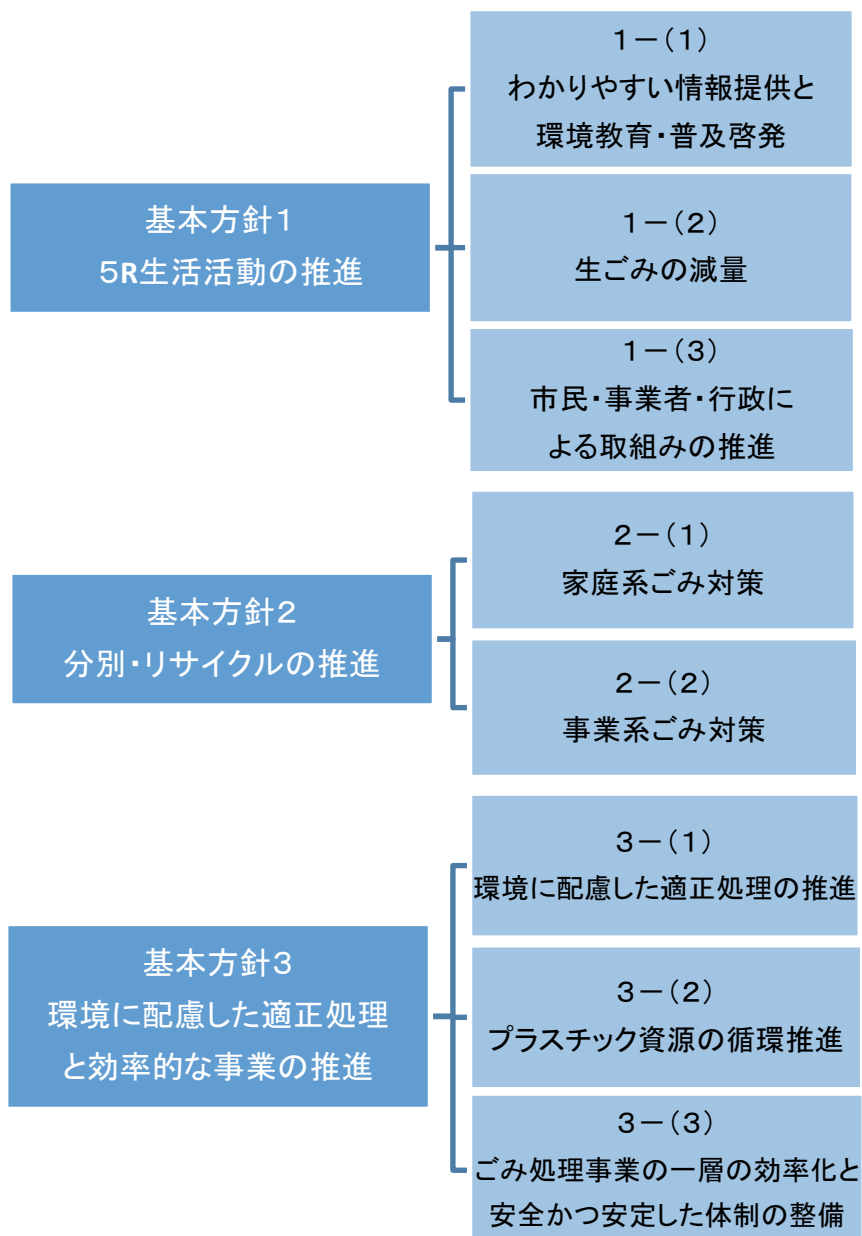 基本方針1
5R生活活動の推進
1-(1)
わかりやすい情報提供と
環境教育・普及啓発
1-(2)
生ごみの減量
1-(3)
市民・事業者・行政に
よる取組みの推進
基本方針2
分別・リサイクルの推進
2-(1)
家庭系ごみ対策
2-(2)
事業系ごみ対策
基本方針3
環境に配慮した適正処理
と効率的な事業の推進
3-(1)
環境に配慮した適正処理の推進
3-(2)
プラスチック資源の循環推進
3-(3)
ごみ処理事業の一層の効率化と
安全かつ安定した体制の整備